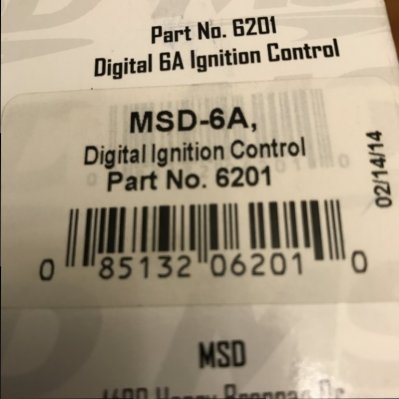 Part No. 6201
Digital 6A Ignition Control
MSD-6A,
Digital Ignition Control
Part No. 6201
02/14/14
0 85132 06201 0
MSD